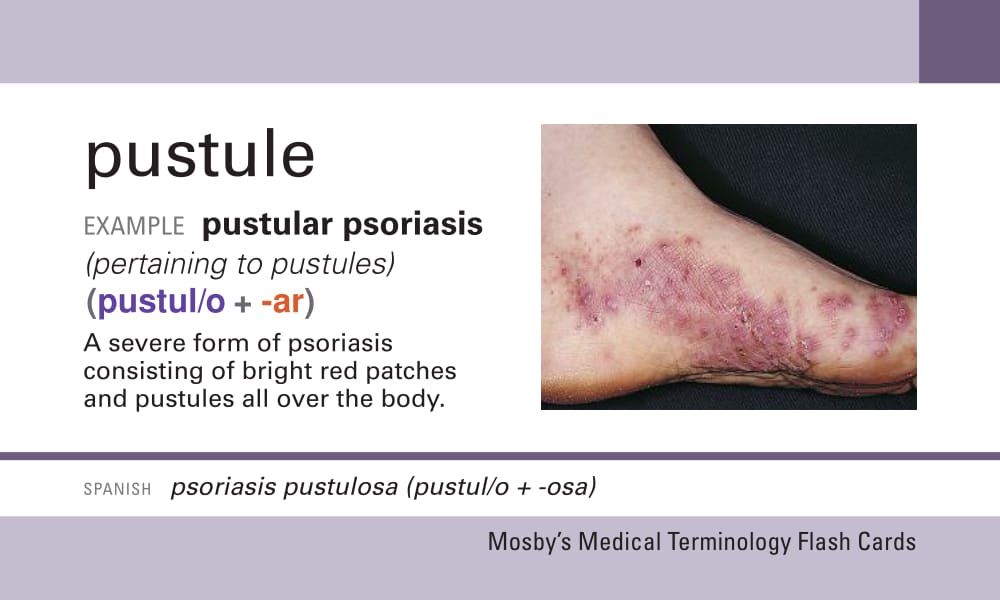 pustule
EXAMPLE pustular psoriasis
(pertaining to pustules)
(pustul/o + -ar)
A severe form of psoriasis
consisting of bright red patches
and pustules all over the body.
SPANISH psoriasis pustulosa (pustul/o + -osa)
Mosby's Medical Terminology Flash Cards